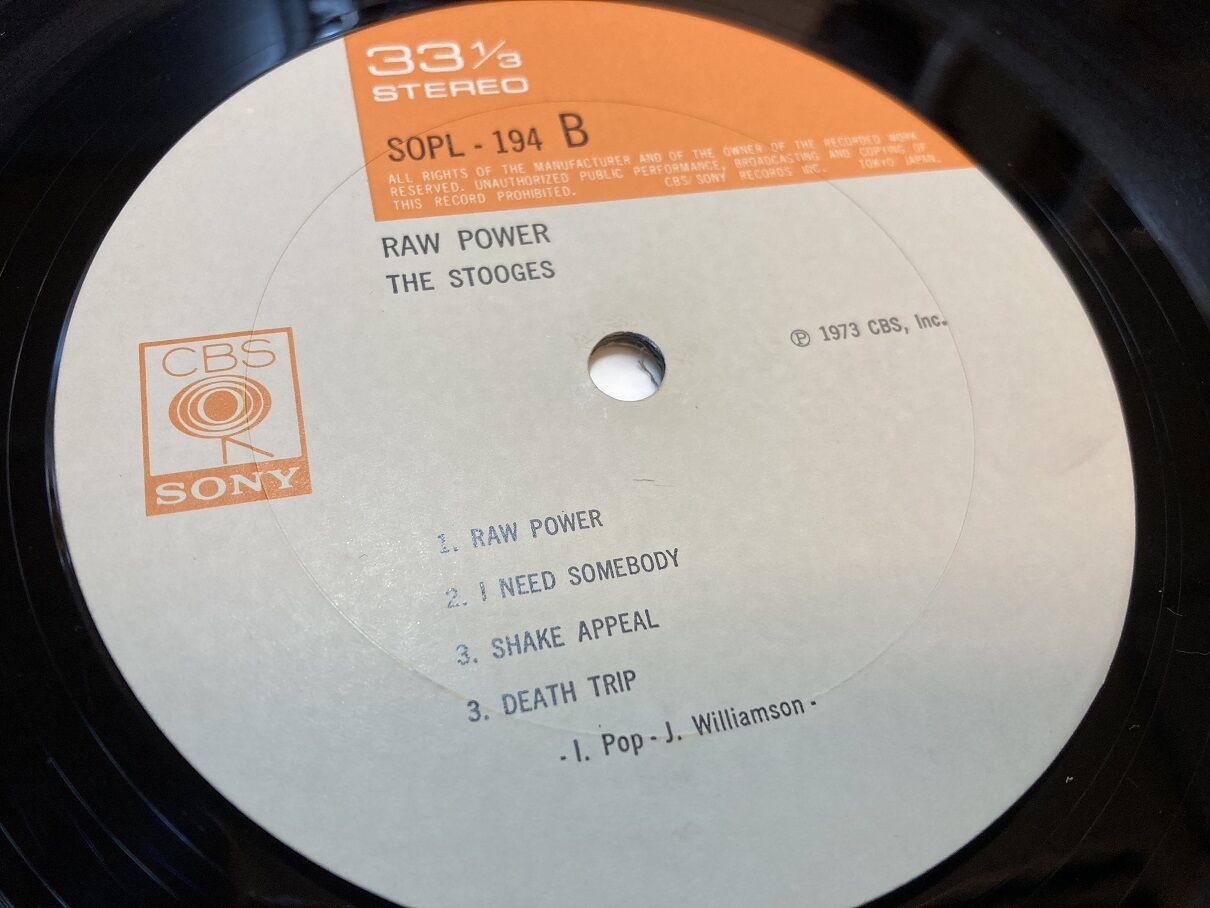 33 1/3
STEREO
SOPL - 194 B
ALL RIGHTS OF THE MANUFACTURER AND OF THE OWNER OF THE RECORDED WORK
RESERVED. UNAUTHORIZED PUBLIC PERFORMANCE, BROADCASTING AND COPYING OF
THIS RECORD PROHIBITED. CBS/SONY RECORDS INC. TOKYO JAPAN.
RAW POWER
THE STOOGES
℗ 1973 CBS, Inc.
CBS
SONY
1. RAW POWER
2. I NEED SOMEBODY
3. SHAKE APPEAL
3. DEATH TRIP
- I. Pop - J. Williamson -